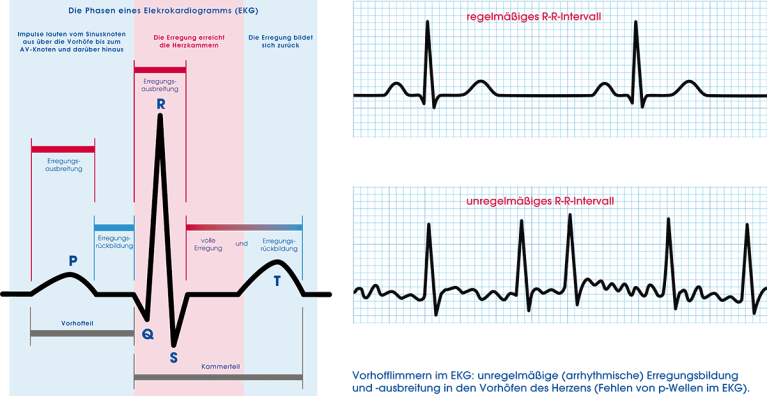 Die Phasen eines Elekrokardiogramms (EKG)
Impulse lauten vom Sinusknoten
aus über die Vorhöfe bis zum
AV-Knoten und darüber hinaus
Die Erregung erreicht
die Herzkammern
Die Erregung bildet
sich zurück
Erregungs-
ausbreitung
R
Erregungs-
ausbreitung
Erregungs-
rückbildung
volle
Erregung
und
Erregungs-
rückbildung
P
T
Q
S
Vorhofteil
Kammerteil
regelmäßiges R-R-Intervall
unregelmäßiges R-R-Intervall
Vorhofflimmern im EKG: unregelmäßige (arrhythmische) Erregungsbildung
und -ausbreitung in den Vorhöfen des Herzens (Fehlen von p-Wellen im EKG).